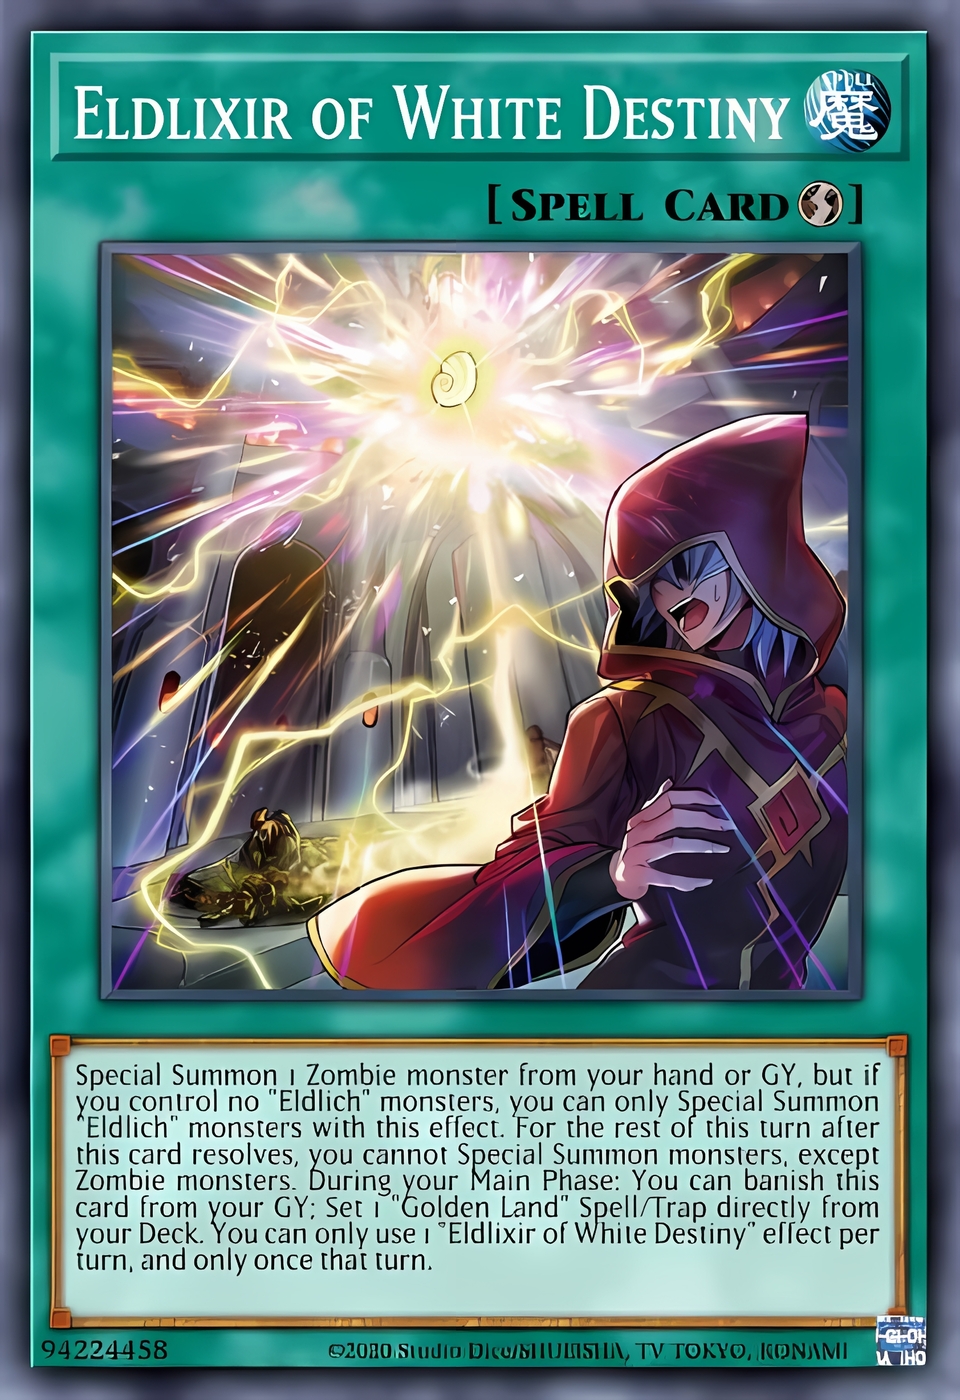 ELDLIXIR OF WHITE DESTINY 魔
[SPELL CARD]
Special Summon 1 Zombie monster from your hand or GY, but if
you control no "Eldlich" monsters, you can only Special Summon
"Eldlich" monsters with this effect. For the rest of this turn after
this card resolves, you cannot Special Summon monsters, except
Zombie monsters. During your Main Phase: You can banish this
card from your GY; Set 1 "Golden Land" Spell/Trap directly from
your Deck. You can only use 1 "Eldlixir of White Destiny" effect per
turn, and only once that turn.
94224458
©2020 Studio TV TOKYO, KONAMI